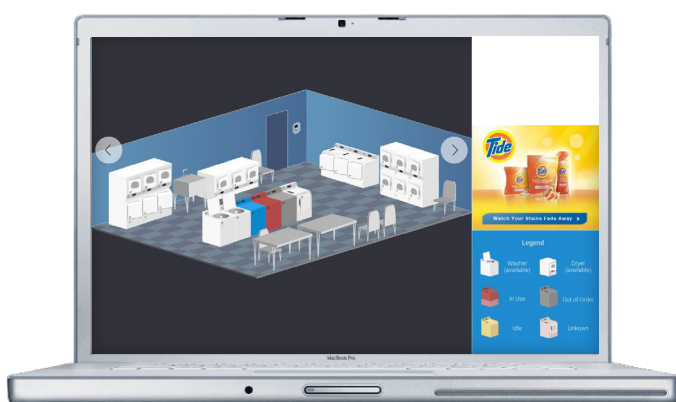 Tide
Watch Your Stains Fade Away
Legend
Washer
(available)
Dryer
(available)
In Use
Out of Order
Idle
Unkown
MacBook Pro